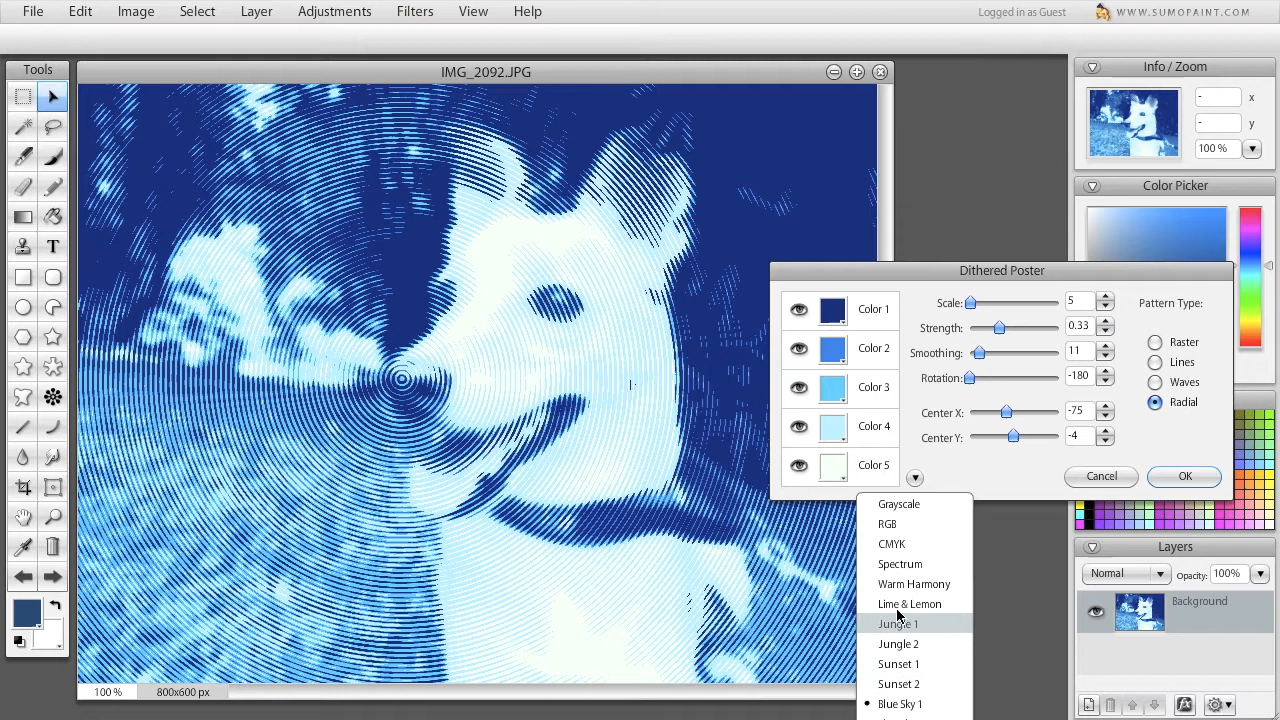 File Edit Image Select Layer Adjustments Filters View Help
Logged in as Guest
WWW.SUMOPAINT.COM
Tools
IMG_2092.JPG
T
100 %
800x600 px
Info / Zoom
- x
- y
100 %
Color Picker
Dithered Poster
Color 1
Color 2
Color 3
Color 4
Color 5
Scale: 5
Strength: 0.33
Smoothing: 11
Rotation: -180
Center X: -75
Center Y: -4
Pattern Type:
Raster
Lines
Waves
Radial
Cancel OK
Grayscale
RGB
CMYK
Spectrum
Warm Harmony
Lime & Lemon
Jungle 1
Jungle 2
Sunset 1
Sunset 2
Blue Sky 1
Layers
Normal Opacity: 100%
Background